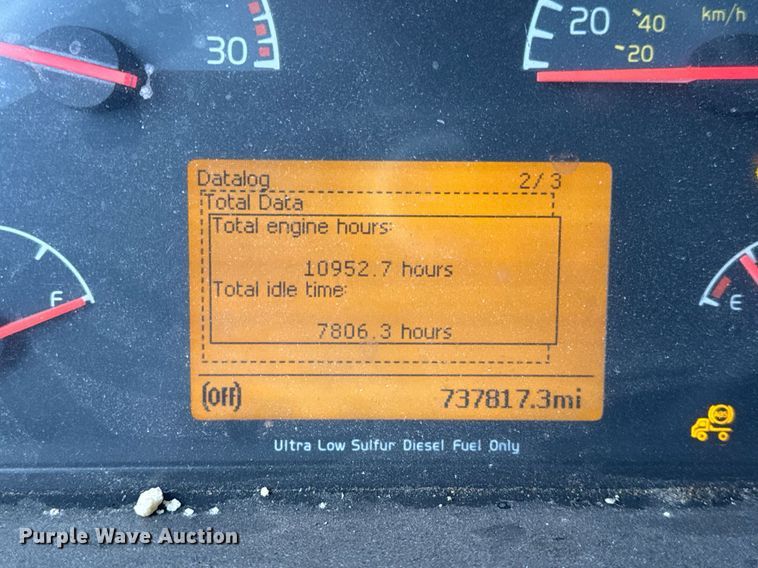 30
20
40
20
km/h
Datalog 2/3
Total Data
Total engine hours:
10952.7 hours
Total idle time:
7806.3 hours
(OFF) 737817.3mi
F
E
Ultra Low Sulfur Diesel Fuel Only
Purple Wave Auction